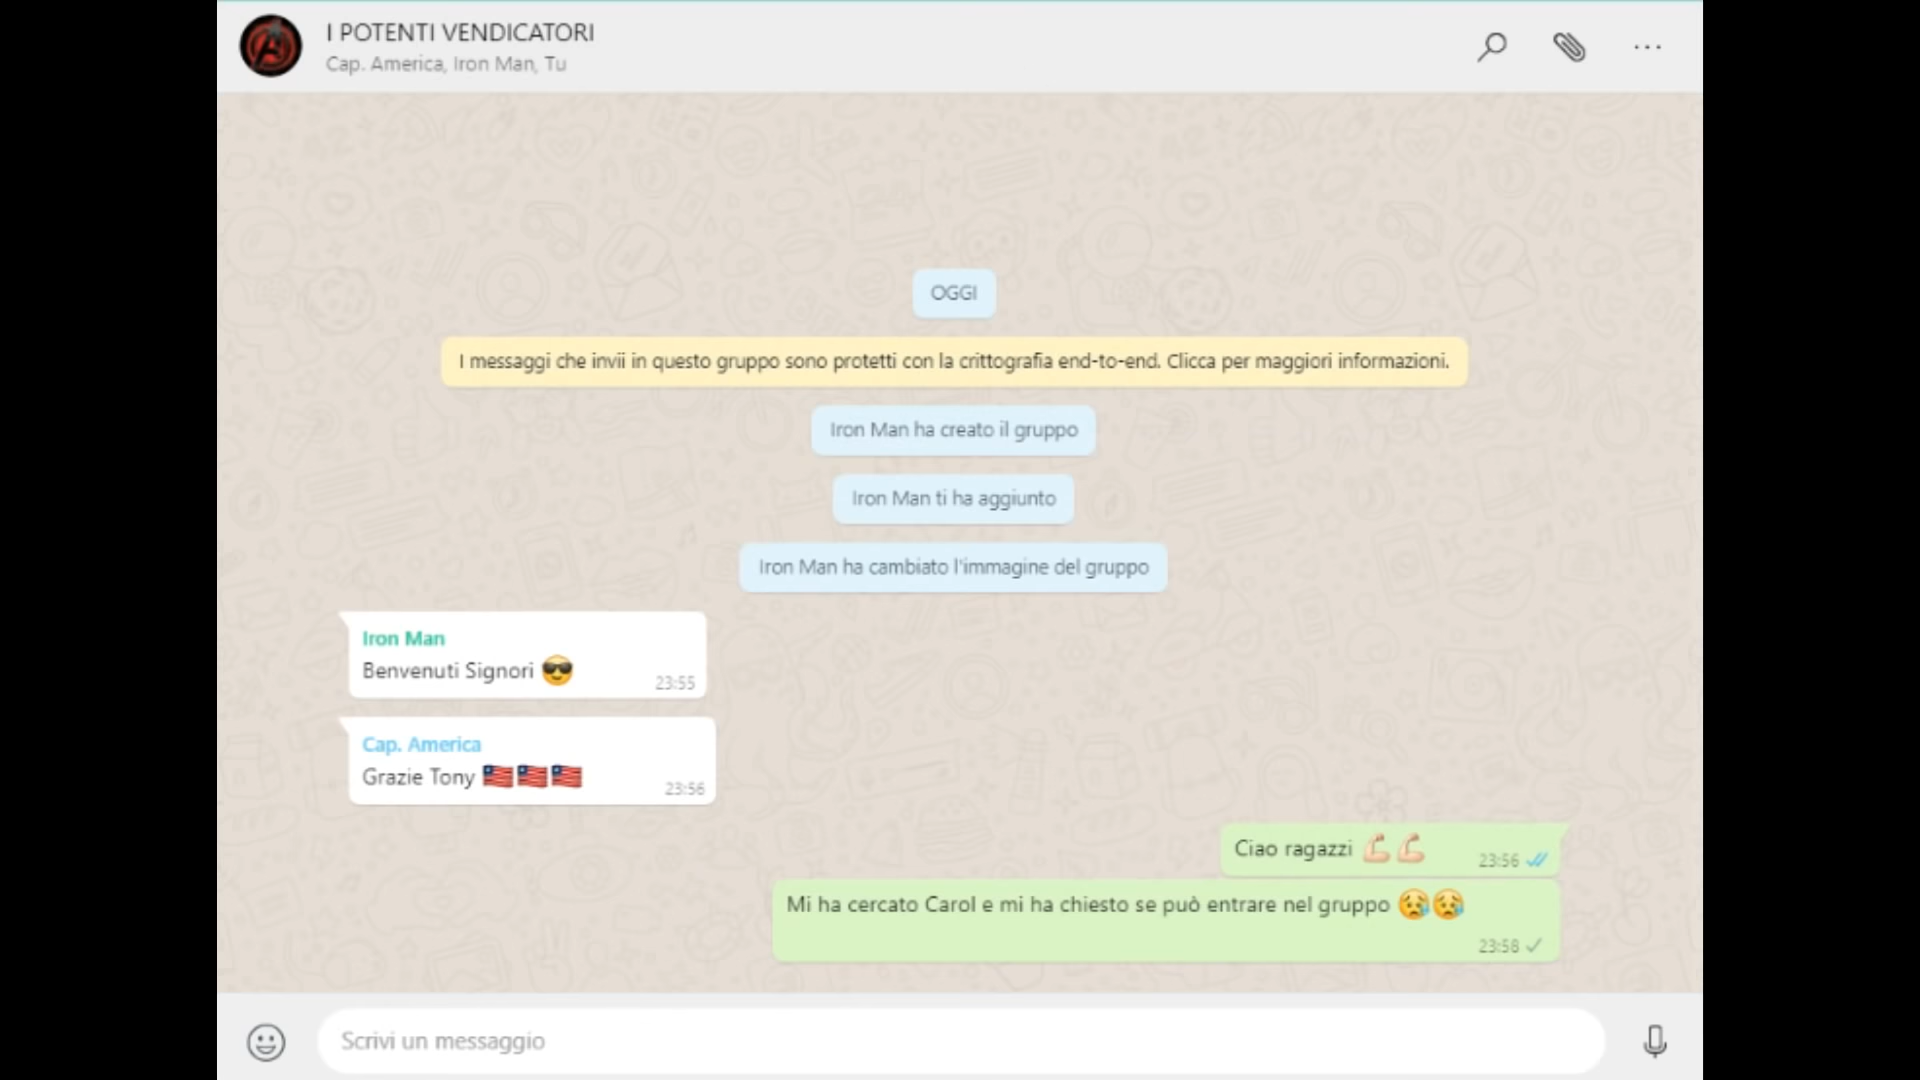 I POTENTI VENDICATORI
Cap. America, Iron Man, Tu
OGGI
I messaggi che invii in questo gruppo sono protetti con la crittografia end-to-end. Clicca per maggiori informazioni.
Iron Man ha creato il gruppo
Iron Man ti ha aggiunto
Iron Man ha cambiato l'immagine del gruppo
Iron Man
Benvenuti Signori 😎
23:55
Cap. America
Grazie Tony 🇱🇷🇱🇷🇱🇷
23:56
Ciao ragazzi 💪🏻💪🏻
23:56
Mi ha cercato Carol e mi ha chiesto se può entrare nel gruppo 😥😥
23:58
Scrivi un messaggio